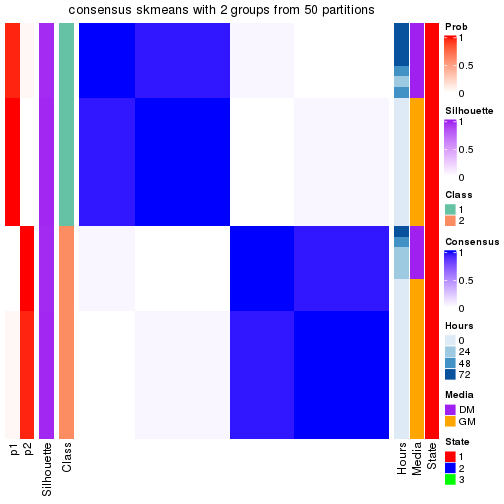 consensus skmeans with 2 groups from 50 partitions
p1
p2
Silhouette
Class
Hours
Media
State
Prob
1
0.5
0
Silhouette
1
0.5
0
Class
1
2
Consensus
1
0.5
0
Hours
0
24
48
72
Media
DM
GM
State
1
2
3